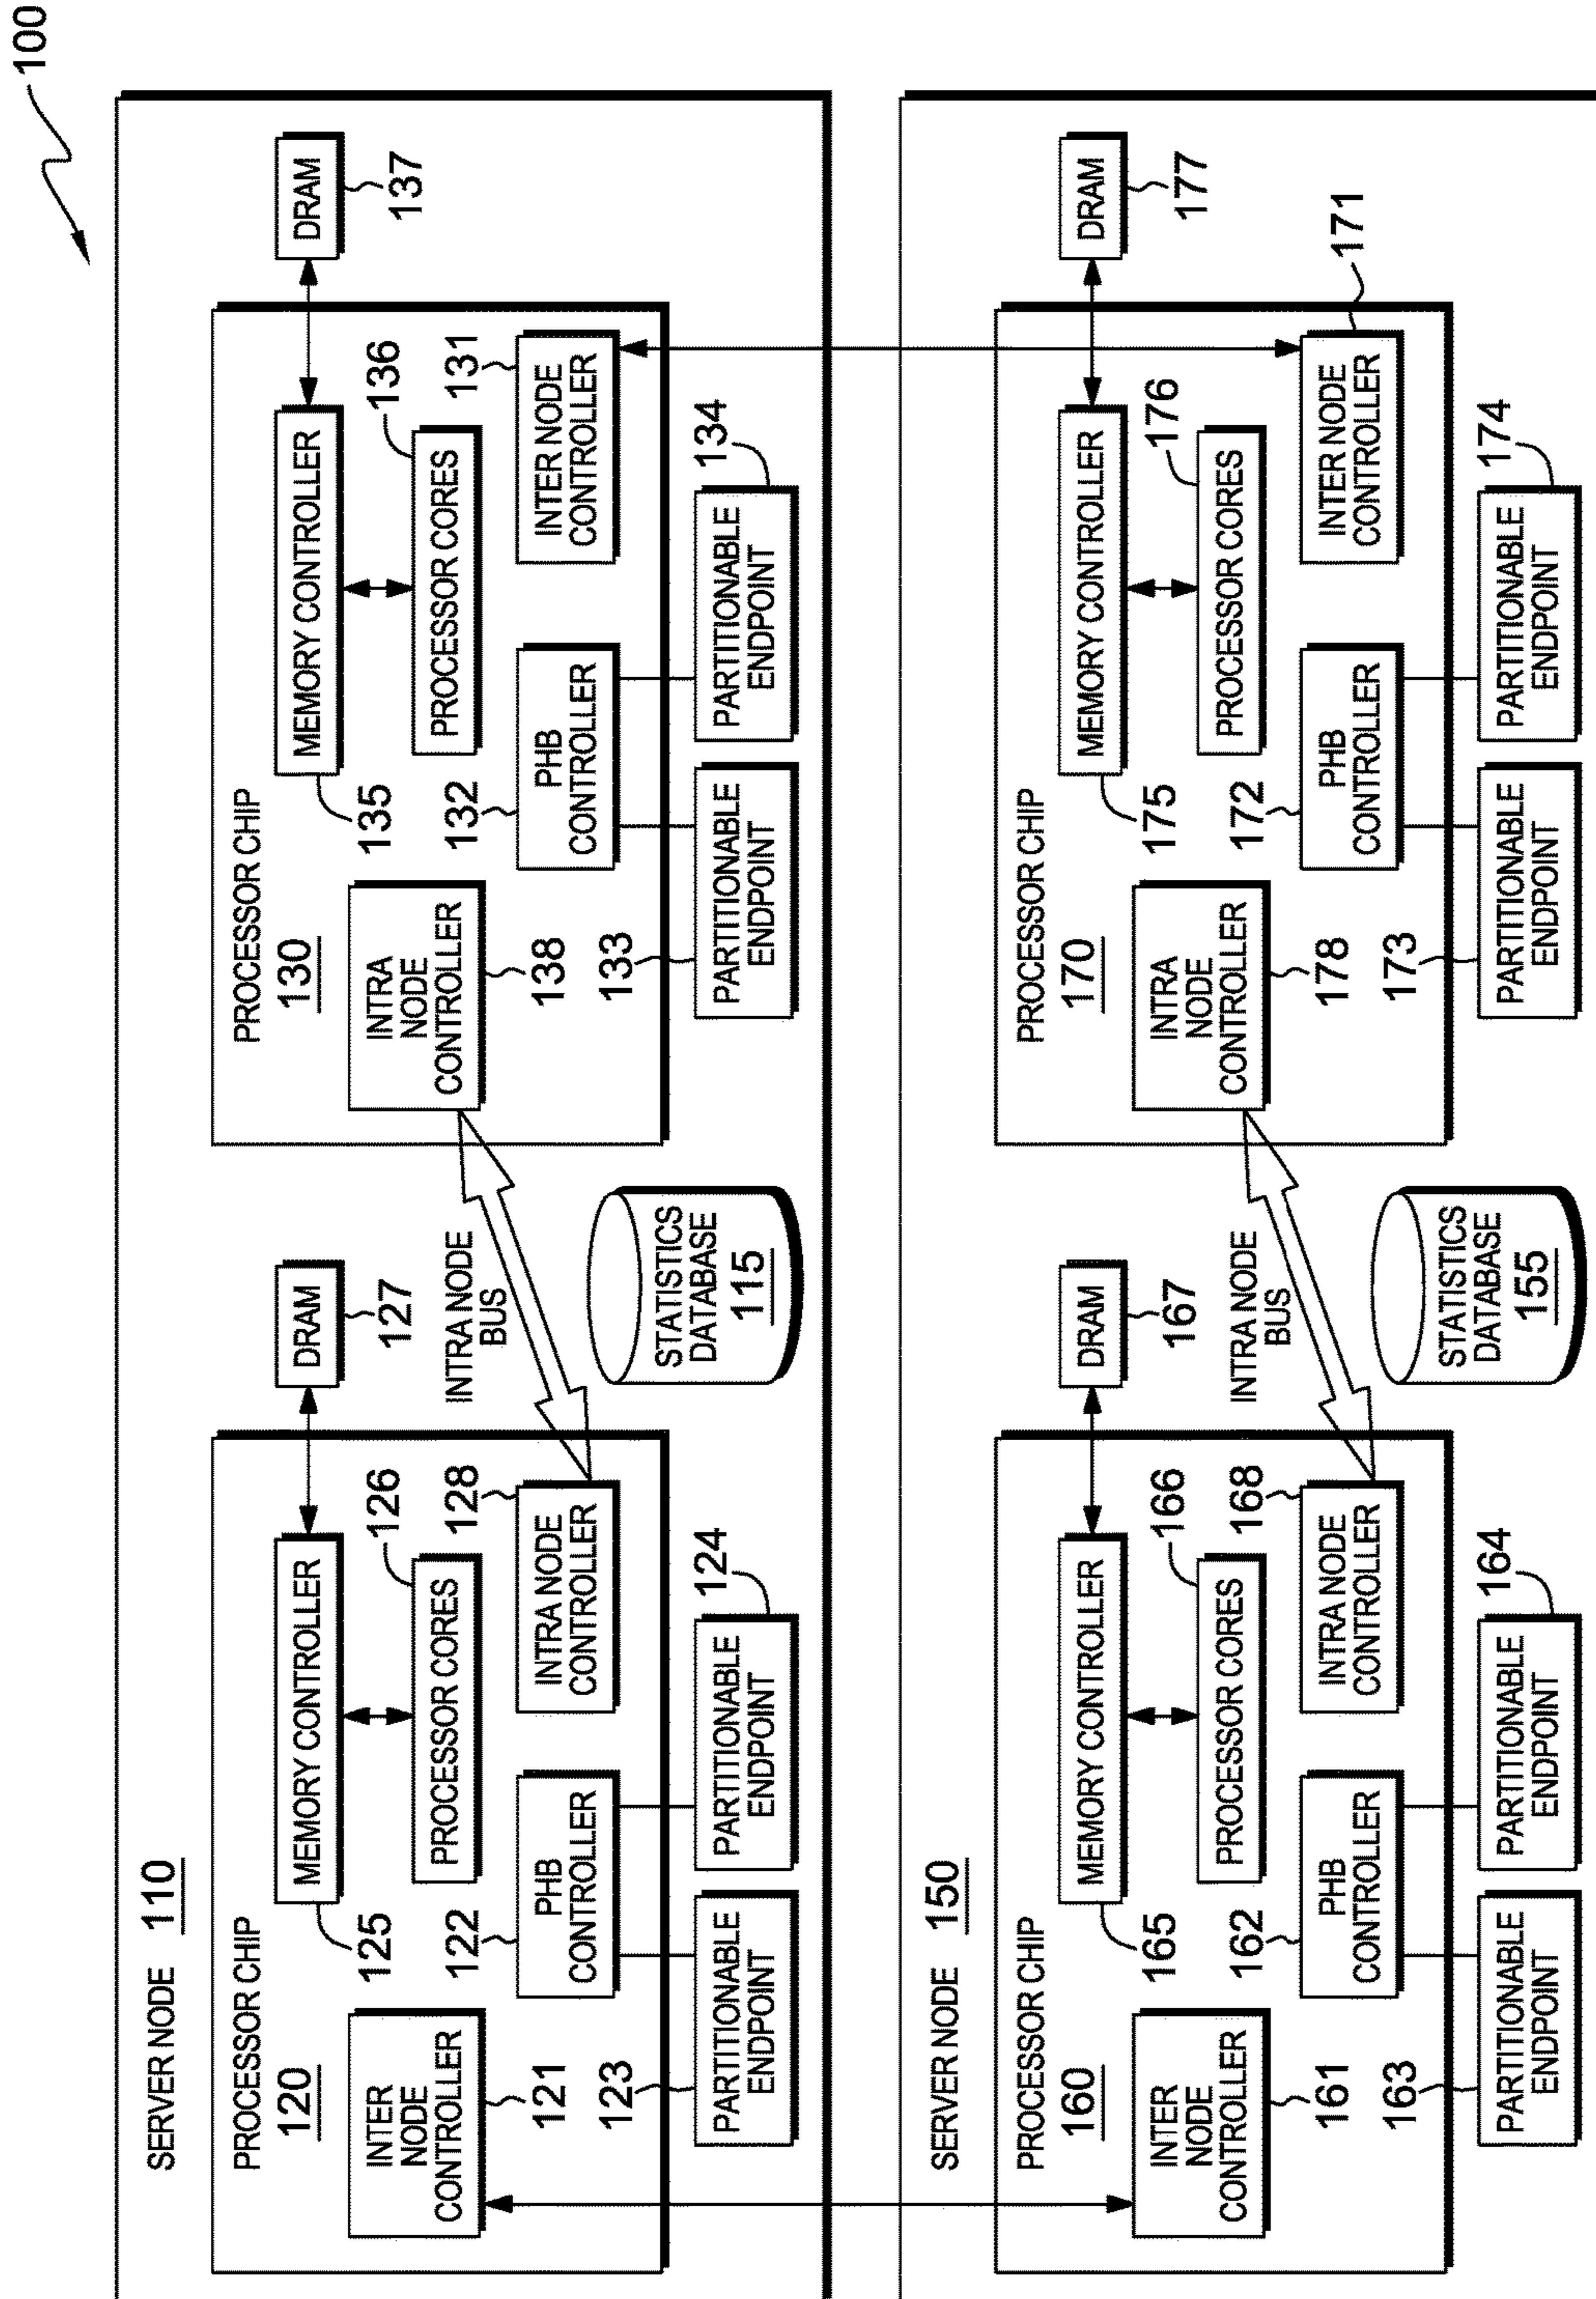 100
SERVER NODE 110
PROCESSOR CHIP
120
MEMORY CONTROLLER
125
DRAM
127
126
PROCESSOR CORES
INTER
NODE
CONTROLLER
121
122
PHB
CONTROLLER
128
INTRA NODE
CONTROLLER
123
PARTITIONABLE
ENDPOINT
124
PARTITIONABLE
ENDPOINT
INTRA NODE
BUS
STATISTICS
DATABASE
115
PROCESSOR CHIP
130
MEMORY CONTROLLER
135
DRAM
137
136
PROCESSOR CORES
INTRA
NODE
CONTROLLER
138
132
PHB
CONTROLLER
131
INTER NODE
CONTROLLER
133
PARTITIONABLE
ENDPOINT
134
PARTITIONABLE
ENDPOINT
SERVER NODE 150
PROCESSOR CHIP
160
MEMORY CONTROLLER
165
DRAM
167
166
PROCESSOR CORES
INTER
NODE
CONTROLLER
161
162
PHB
CONTROLLER
168
INTRA NODE
CONTROLLER
163
PARTITIONABLE
ENDPOINT
164
PARTITIONABLE
ENDPOINT
INTRA NODE
BUS
STATISTICS
DATABASE
155
PROCESSOR CHIP
170
MEMORY CONTROLLER
175
DRAM
177
176
PROCESSOR CORES
INTRA
NODE
CONTROLLER
178
172
PHB
CONTROLLER
171
INTER NODE
CONTROLLER
173
PARTITIONABLE
ENDPOINT
174
PARTITIONABLE
ENDPOINT